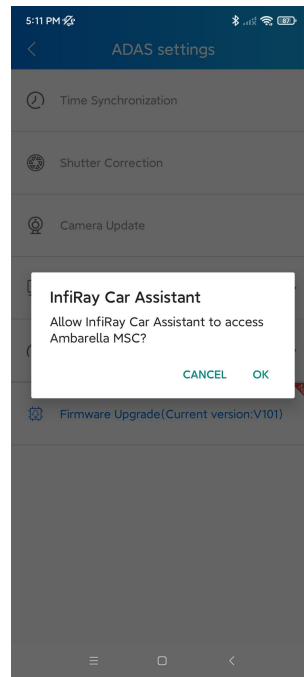 5:11 PM
87
ADAS settings
Time Synchronization
Shutter Correction
Camera Update
InfiRay Car Assistant
Allow InfiRay Car Assistant to access
Ambarella MSC?
CANCEL OK
Firmware Upgrade(Current version:V101)